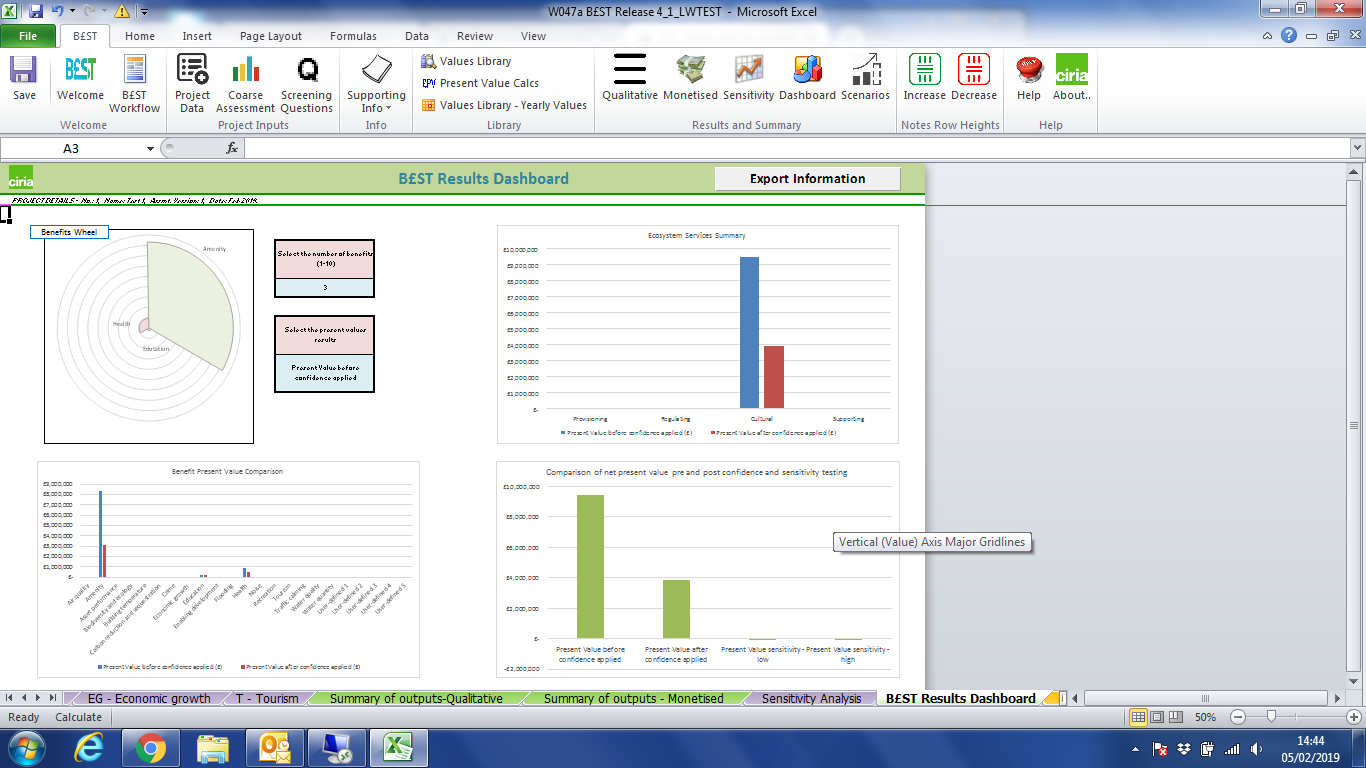 W047a B£ST Release 4_1_LWTEST - Microsoft Excel
File B£ST Home Insert Page Layout Formulas Data Review View
Save
Welcome
B£ST Workflow
Project Data
Coarse Assessment
Screening Questions
Supporting Info
Values Library
EPV Present Value Calcs
Values Library - Yearly Values
Qualitative Monetised Sensitivity Dashboard Scenarios
Increase Decrease
Help About..
Welcome Project Inputs Info Library Results and Summary Notes Row Heights Help
A3
fx
ciria
B£ST Results Dashboard
Export Information
PROJECT DETAILS - No.: 1, Name: Test 1, Assmt. Version: 1, Date: Feb 2019
Benefits Wheel
Amenity
Health
Education
Select the number of benefits
(1-10)
3
Select the present values
results
Present Value before
confidence applied
Ecosystem Services Summary
£10,000,000
£9,000,000
£8,000,000
£7,000,000
£6,000,000
£5,000,000
£4,000,000
£3,000,000
£2,000,000
£1,000,000
£-
Provisioning Regulating Cultural Supporting
Present Value before confidence applied (£) Present Value after confidence applied (£)
Benefit Present Value Comparison
£9,000,000
£8,000,000
£7,000,000
£6,000,000
£5,000,000
£4,000,000
£3,000,000
£2,000,000
£1,000,000
£-
Air quality
Amenity
Asset performance
Biodiversity and ecology
Building temperature
Carbon reduction and sequestration
Crime
Economic growth
Education
Enabling development
Flooding
Health
Noise
Recreation
Tourism
Traffic calming
Water quality
Water quantity
User defined 1
User defined 2
User defined 3
User defined 4
User defined 5
Present Value before confidence applied (£) Present Value after confidence applied (£)
Comparison of net present value pre and post confidence and sensitivity testing
£10,000,000
£8,000,000
£6,000,000
£4,000,000
£2,000,000
£-
-£2,000,000
Present Value before confidence applied
Present Value after confidence applied
Present Value sensitivity - low
Present Value sensitivity - high
Vertical (Value) Axis Major Gridlines
EG - Economic growth T - Tourism Summary of outputs-Qualitative Summary of outputs - Monetised Sensitivity Analysis B£ST Results Dashboard
Ready Calculate
50%
14:44
05/02/2019